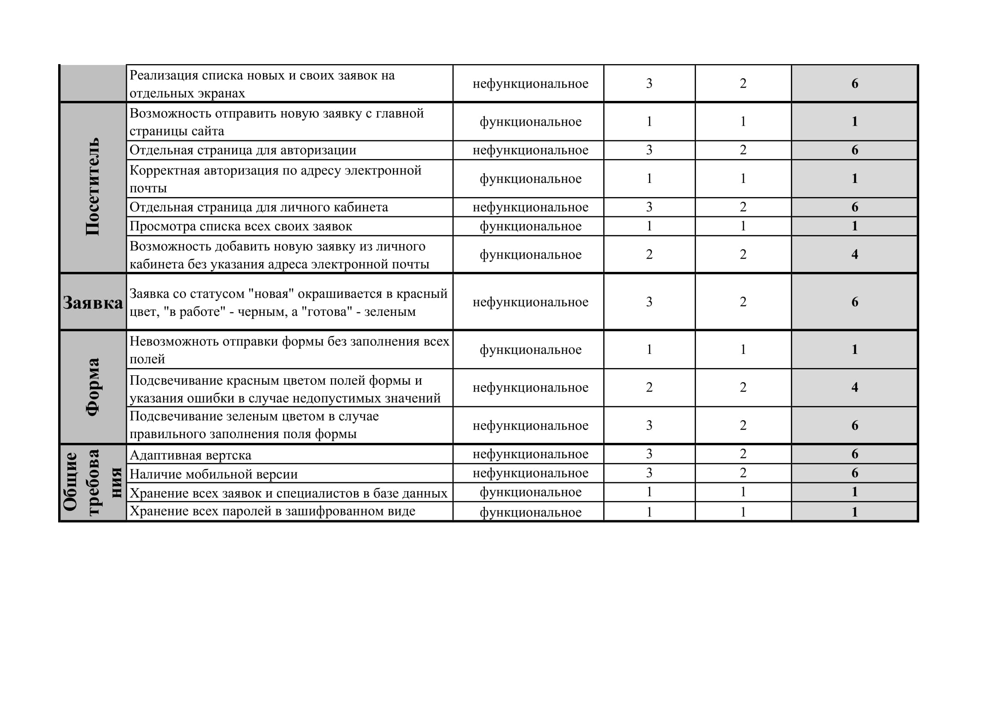 Реализация списка новых и своих заявок на
отдельных экранах
нефункциональное
3
2
6
Посетитель
Возможность отправить новую заявку с главной
страницы сайта
функциональное
1
1
1
Отдельная страница для авторизации
нефункциональное
3
2
6
Корректная авторизация по адресу электронной
почты
функциональное
1
1
1
Отдельная страница для личного кабинета
нефункциональное
3
2
6
Просмотра списка всех своих заявок
функциональное
1
1
1
Возможность добавить новую заявку из личного
кабинета без указания адреса электронной почты
функциональное
2
2
4
Заявка
Заявка со статусом "новая" окрашивается в красный
цвет, "в работе" - черным, а "готова" - зеленым
нефункциональное
3
2
6
Форма
Невозможноть отправки формы без заполнения всех
полей
функциональное
1
1
1
Подсвечивание красным цветом полей формы и
указания ошибки в случае недопустимых значений
нефункциональное
2
2
4
Подсвечивание зеленым цветом в случае
правильного заполнения поля формы
нефункциональное
3
2
6
Общие
требова
ния
Адаптивная вертска
нефункциональное
3
2
6
Наличие мобильной версии
нефункциональное
3
2
6
Хранение всех заявок и специалистов в базе данных
функциональное
1
1
1
Хранение всех паролей в зашифрованном виде
функциональное
1
1
1